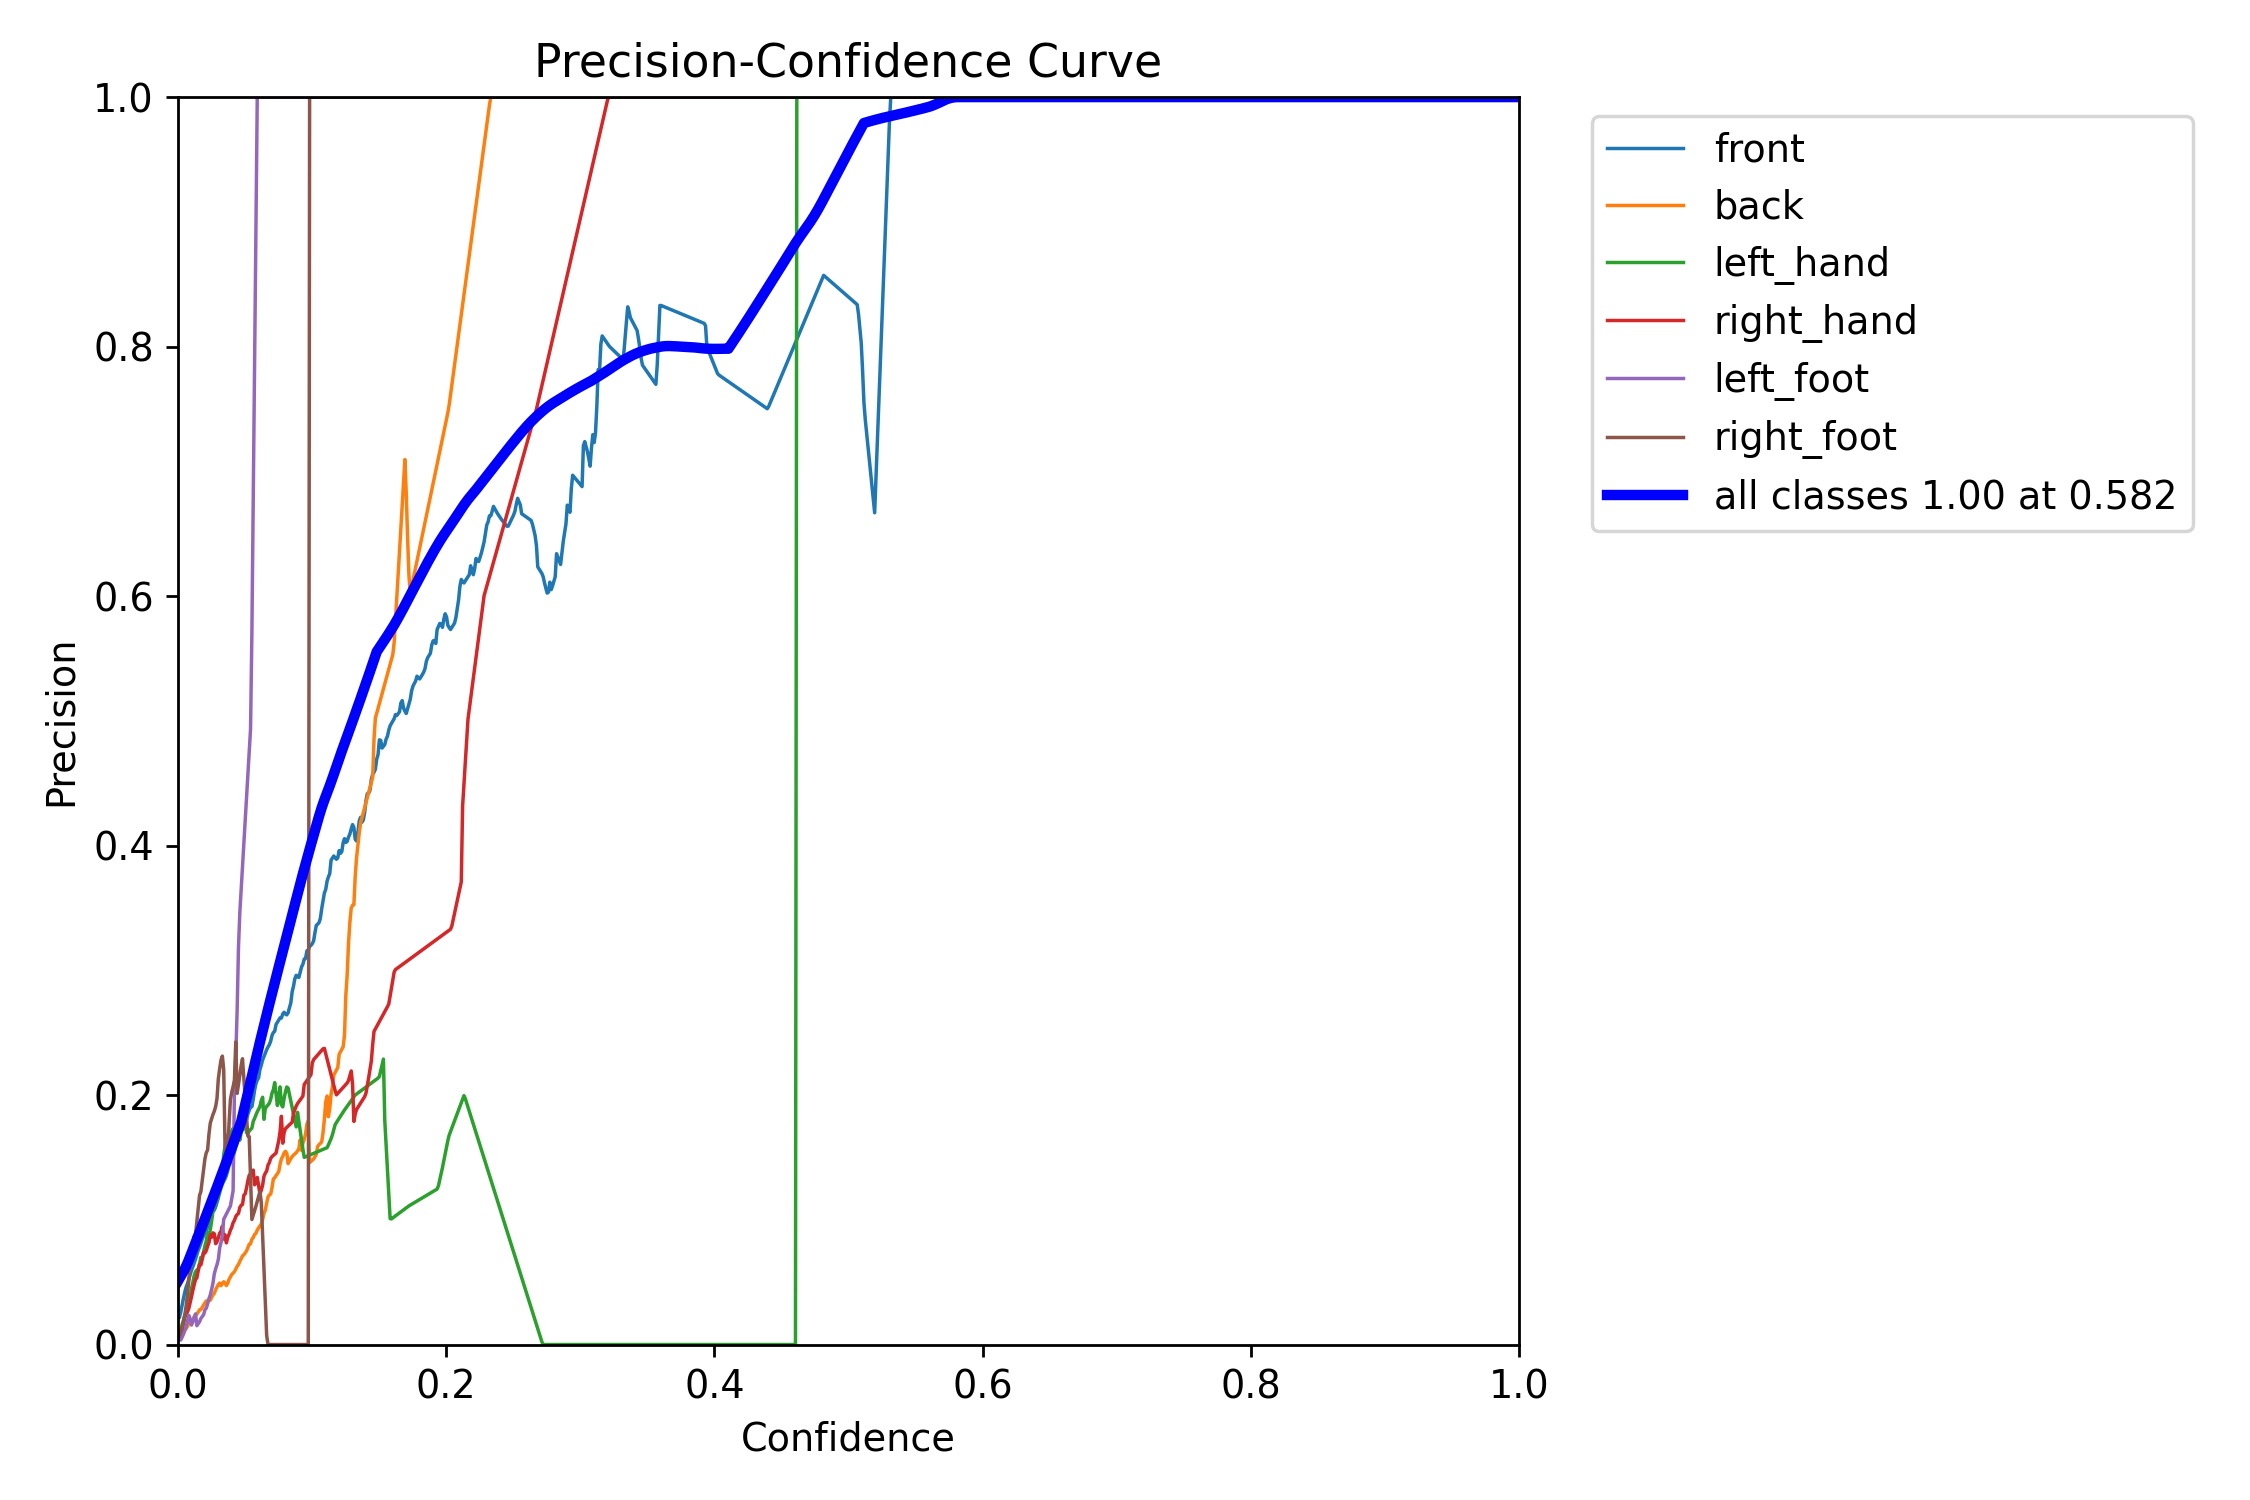 Precision-Confidence Curve
1.0
0.8
0.6
0.4
0.2
0.0
Precision
0.0 0.2 0.4 0.6 0.8 1.0
Confidence
front
back
left_hand
right_hand
left_foot
right_foot
all classes 1.00 at 0.582